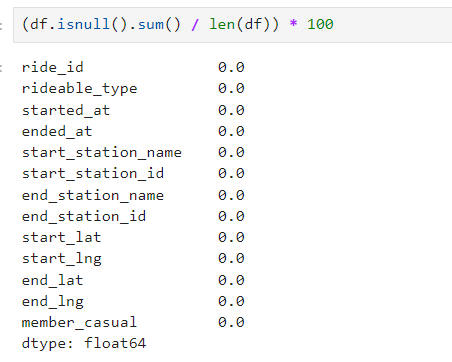 (df.isnull().sum() / len(df)) * 100
ride_id 0.0
rideable_type 0.0
started_at 0.0
ended_at 0.0
start_station_name 0.0
start_station_id 0.0
end_station_name 0.0
end_station_id 0.0
start_lat 0.0
start_lng 0.0
end_lat 0.0
end_lng 0.0
member_casual 0.0
dtype: float64